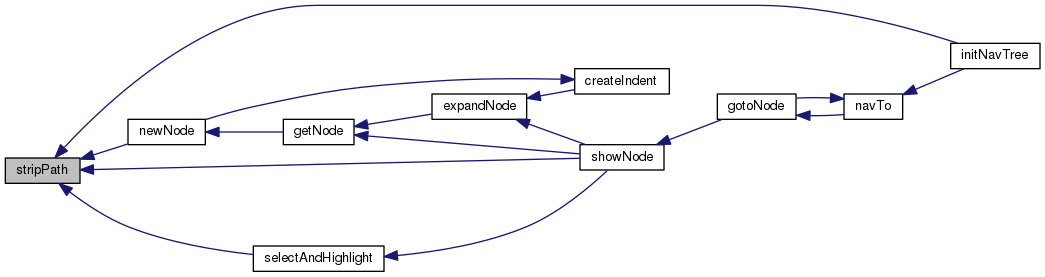 initNavTree
createIndent
expandNode
gotoNode
navTo
newNode
getNode
showNode
stripPath
selectAndHighlight